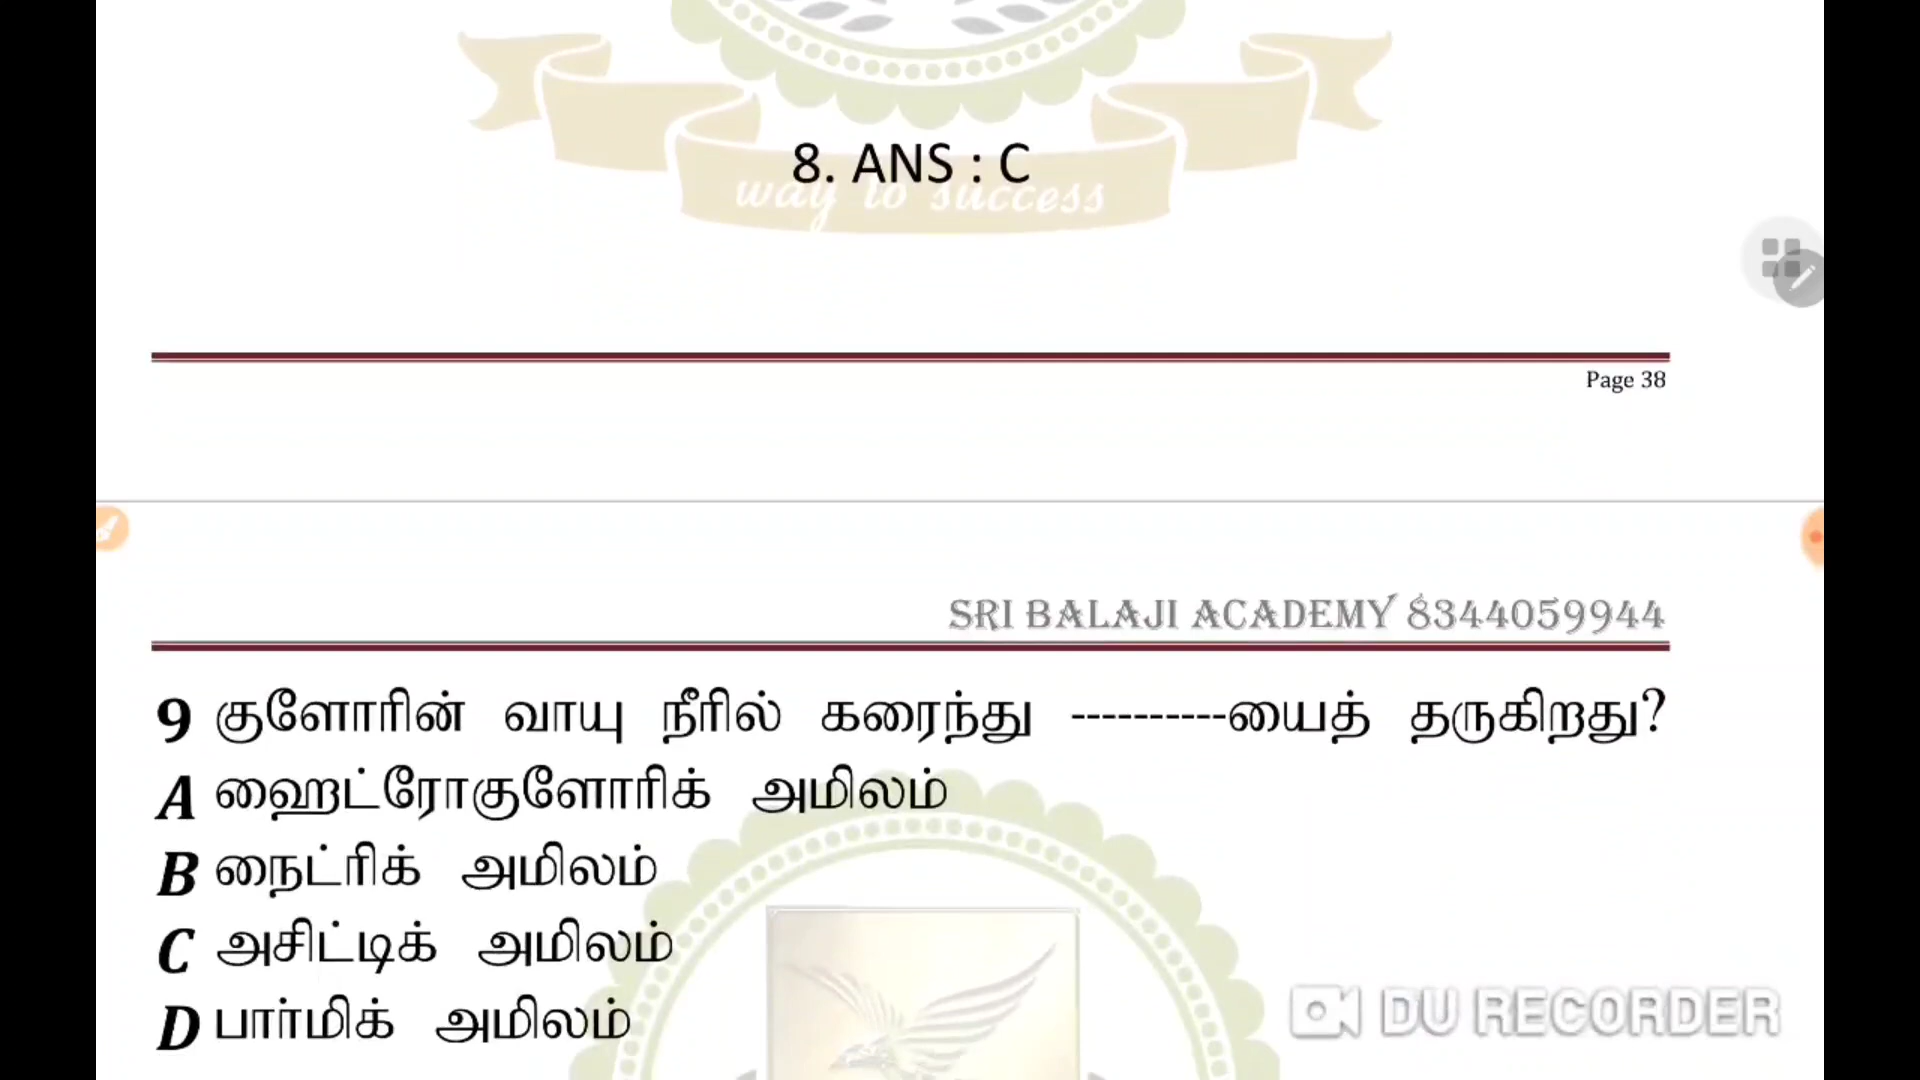 8. ANS : C
way to success
Page 38
SRI BALAJI ACADEMY 8344059944
9 குளோரின் வாயு நீரில் கரைந்து ----------யைத் தருகிறது?
A ஹைட்ரோகுளோரிக் அமிலம்
B நைட்ரிக் அமிலம்
C அசிட்டிக் அமிலம்
D பார்மிக் அமிலம்
DU RECORDER